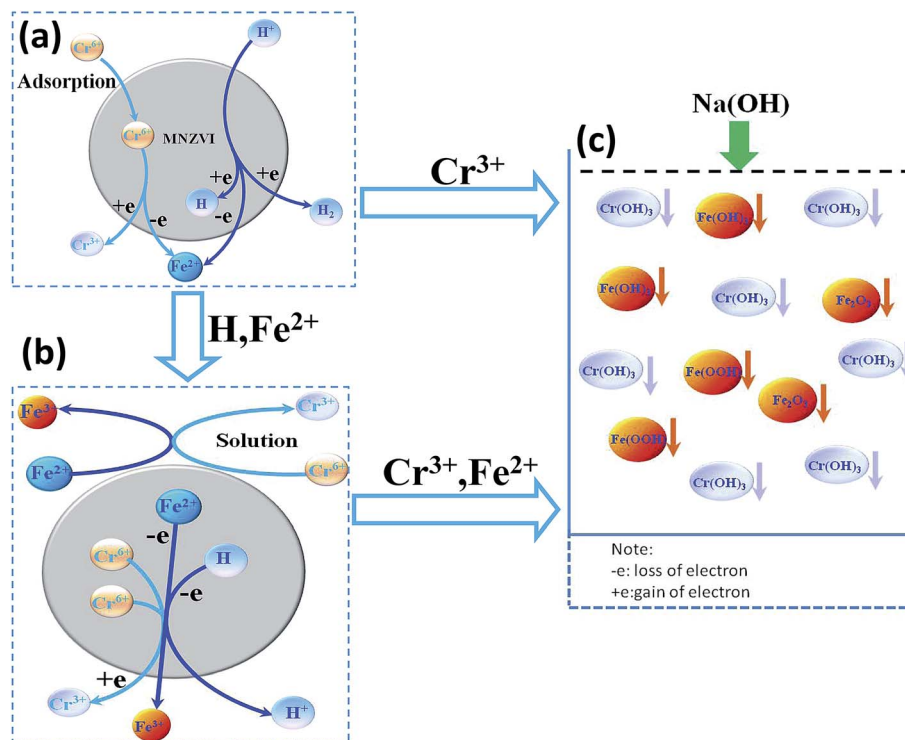 (a)
H⁺
Cr⁶⁺
Adsorption
Cr⁶⁺
MNZVI
+e
+e
H
-e
H₂
+e
-e
Cr³⁺
Fe²⁺
Cr³⁺
H,Fe²⁺
(b)
Fe³⁺
Cr³⁺
Solution
Fe²⁺
Cr⁶⁺
Fe²⁺
-e
Cr⁶⁺
H
-e
Cr⁶⁺
+e
Cr³⁺
Fe³⁺
H⁺
Cr³⁺,Fe²⁺
Na(OH)
(c)
Cr(OH)₃
Fe(OH)₃
Cr(OH)₃
Fe(OH)₃
Cr(OH)₃
Fe₂O₃
Cr(OH)₃
Fe(OOH)
Cr(OH)₃
Fe₂O₃
Fe(OOH)
Cr(OH)₃
Cr(OH)₃
Note:
-e: loss of electron
+e:gain of electron